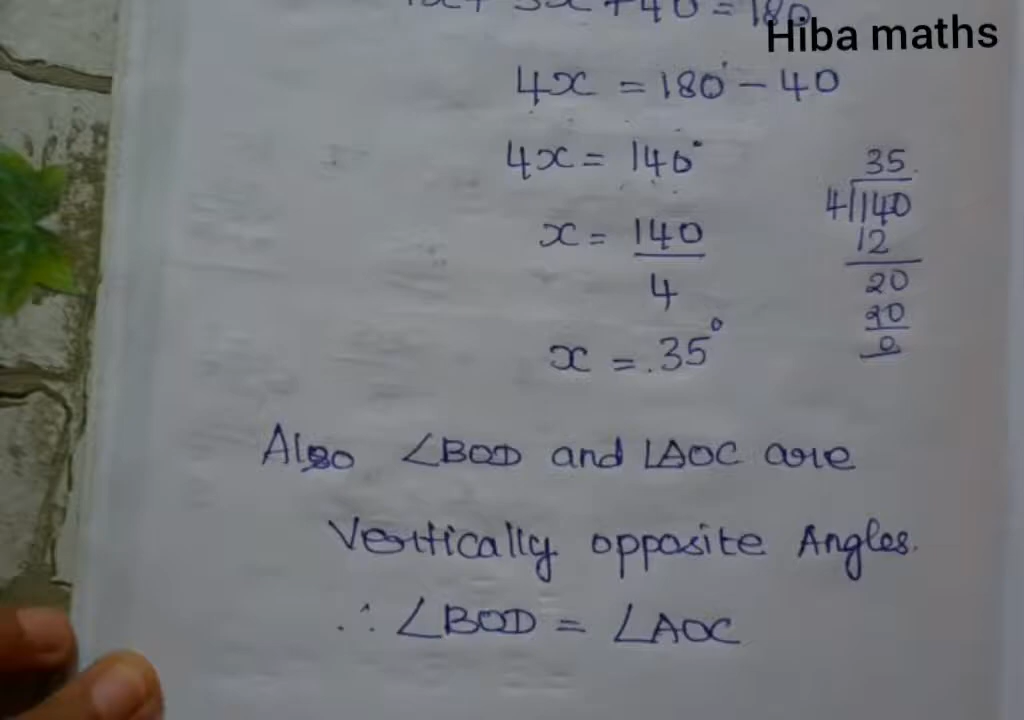 Hiba maths
4x = 180° - 40
4x = 140°
x = 140
4
x = 35°
35
4)140
12
20
20
0
Also ∠BOD and ∠AOC are
Vertically opposite Angles.
∴ ∠BOD = ∠AOC